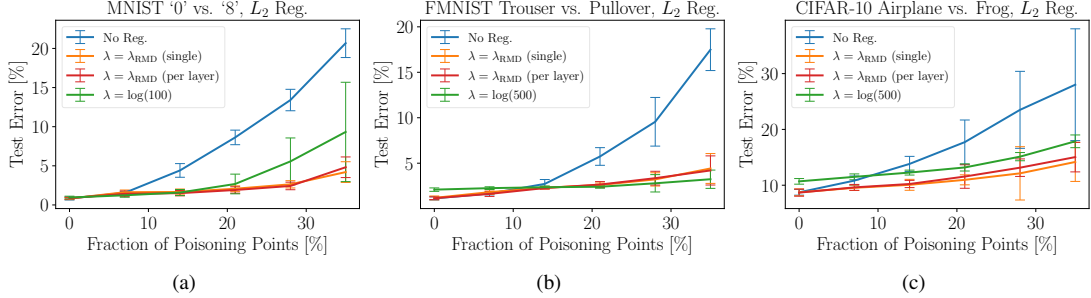 MNIST '0' vs. '8', L₂ Reg.
Test Error [%]
20
15
10
5
0
No Reg.
λ = λRMD (single)
λ = λRMD (per layer)
λ = log(100)
0 10 20 30
Fraction of Poisoning Points [%]
(a)
FMNIST Trouser vs. Pullover, L₂ Reg.
Test Error [%]
15
10
5
No Reg.
λ = λRMD (single)
λ = λRMD (per layer)
λ = log(500)
0 10 20 30
Fraction of Poisoning Points [%]
(b)
CIFAR-10 Airplane vs. Frog, L₂ Reg.
Test Error [%]
30
20
10
No Reg.
λ = λRMD (single)
λ = λRMD (per layer)
λ = log(500)
0 10 20 30
Fraction of Poisoning Points [%]
(c)